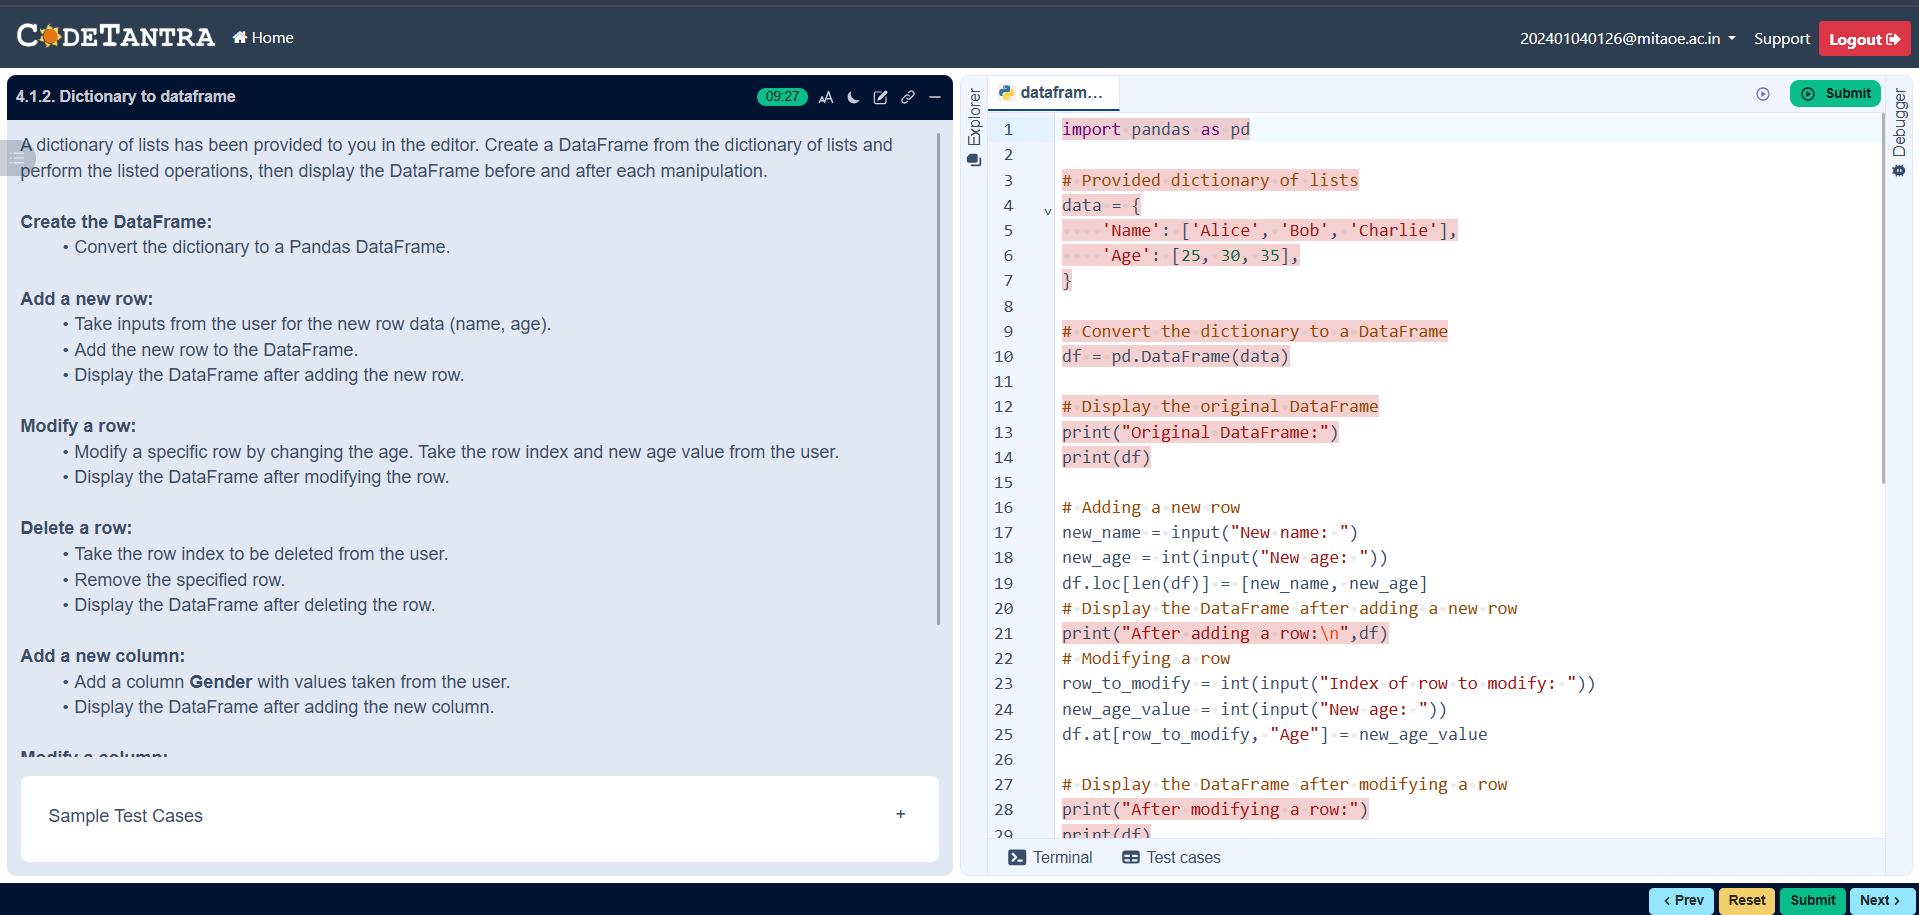 CODETANTRA Home
202401040126@mitaoe.ac.in Support Logout
4.1.2. Dictionary to dataframe
09:27
A dictionary of lists has been provided to you in the editor. Create a DataFrame from the dictionary of lists and
perform the listed operations, then display the DataFrame before and after each manipulation.
Create the DataFrame:
• Convert the dictionary to a Pandas DataFrame.
Add a new row:
• Take inputs from the user for the new row data (name, age).
• Add the new row to the DataFrame.
• Display the DataFrame after adding the new row.
Modify a row:
• Modify a specific row by changing the age. Take the row index and new age value from the user.
• Display the DataFrame after modifying the row.
Delete a row:
• Take the row index to be deleted from the user.
• Remove the specified row.
• Display the DataFrame after deleting the row.
Add a new column:
• Add a column Gender with values taken from the user.
• Display the DataFrame after adding the new column.
Modify a column:
Sample Test Cases +
Explorer
datafram...
Submit
Debugger
1 import pandas as pd
2
3 # Provided dictionary of lists
4 data = {
5     'Name': ['Alice', 'Bob', 'Charlie'],
6     'Age': [25, 30, 35],
7 }
8
9 # Convert the dictionary to a DataFrame
10 df = pd.DataFrame(data)
11
12 # Display the original DataFrame
13 print("Original DataFrame:")
14 print(df)
15
16 # Adding a new row
17 new_name = input("New name: ")
18 new_age = int(input("New age: "))
19 df.loc[len(df)] = [new_name, new_age]
20 # Display the DataFrame after adding a new row
21 print("After adding a row:\n",df)
22 # Modifying a row
23 row_to_modify = int(input("Index of row to modify: "))
24 new_age_value = int(input("New age: "))
25 df.at[row_to_modify, "Age"] = new_age_value
26
27 # Display the DataFrame after modifying a row
28 print("After modifying a row:")
29 print(df)
Terminal Test cases
< Prev Reset Submit Next >